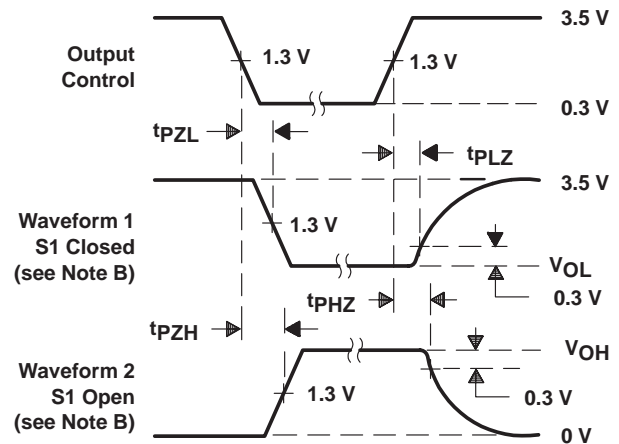 3.5 V
Output
Control
1.3 V
1.3 V
0.3 V
tPZL
tPLZ
3.5 V
Waveform 1
S1 Closed
(see Note B)
1.3 V
VOL
0.3 V
tPHZ
tPZH
VOH
Waveform 2
S1 Open
(see Note B)
1.3 V
0.3 V
0 V